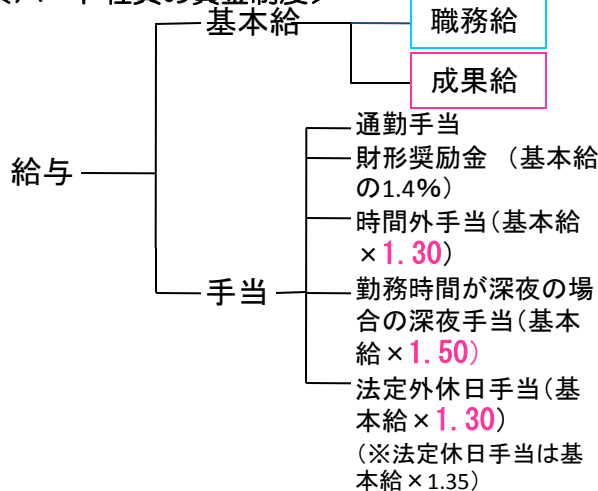 基本給
職務給
成果給
給与
手当
通勤手当
財形奨励金 （基本給
の1.4%）
時間外手当（基本給
×1.30）
勤務時間が深夜の場
合の深夜手当（基本
給×1.50）
法定外休日手当（基
本給×1.30）
（※法定休日手当は基
本給×1.35）